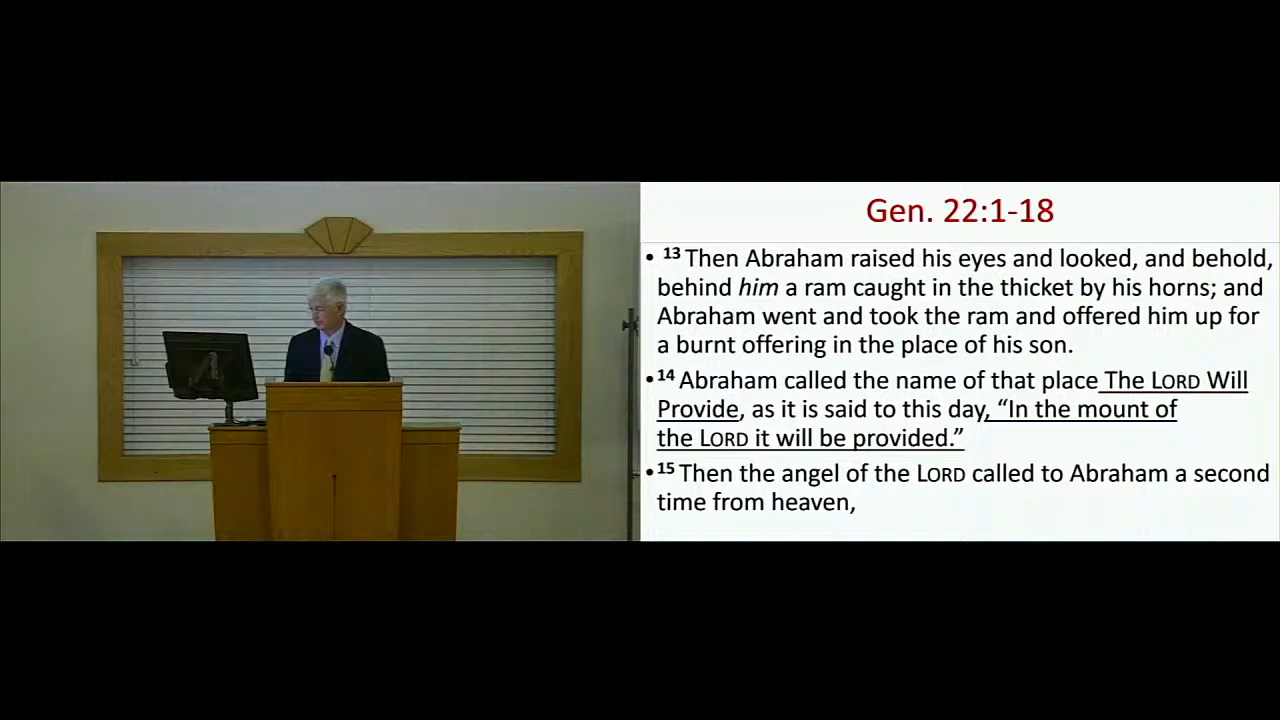 Gen. 22:1-18
• 13 Then Abraham raised his eyes and looked, and behold,
behind him a ram caught in the thicket by his horns; and
Abraham went and took the ram and offered him up for
a burnt offering in the place of his son.
• 14 Abraham called the name of that place The LORD Will
Provide, as it is said to this day, “In the mount of
the LORD it will be provided.”
• 15 Then the angel of the LORD called to Abraham a second
time from heaven,